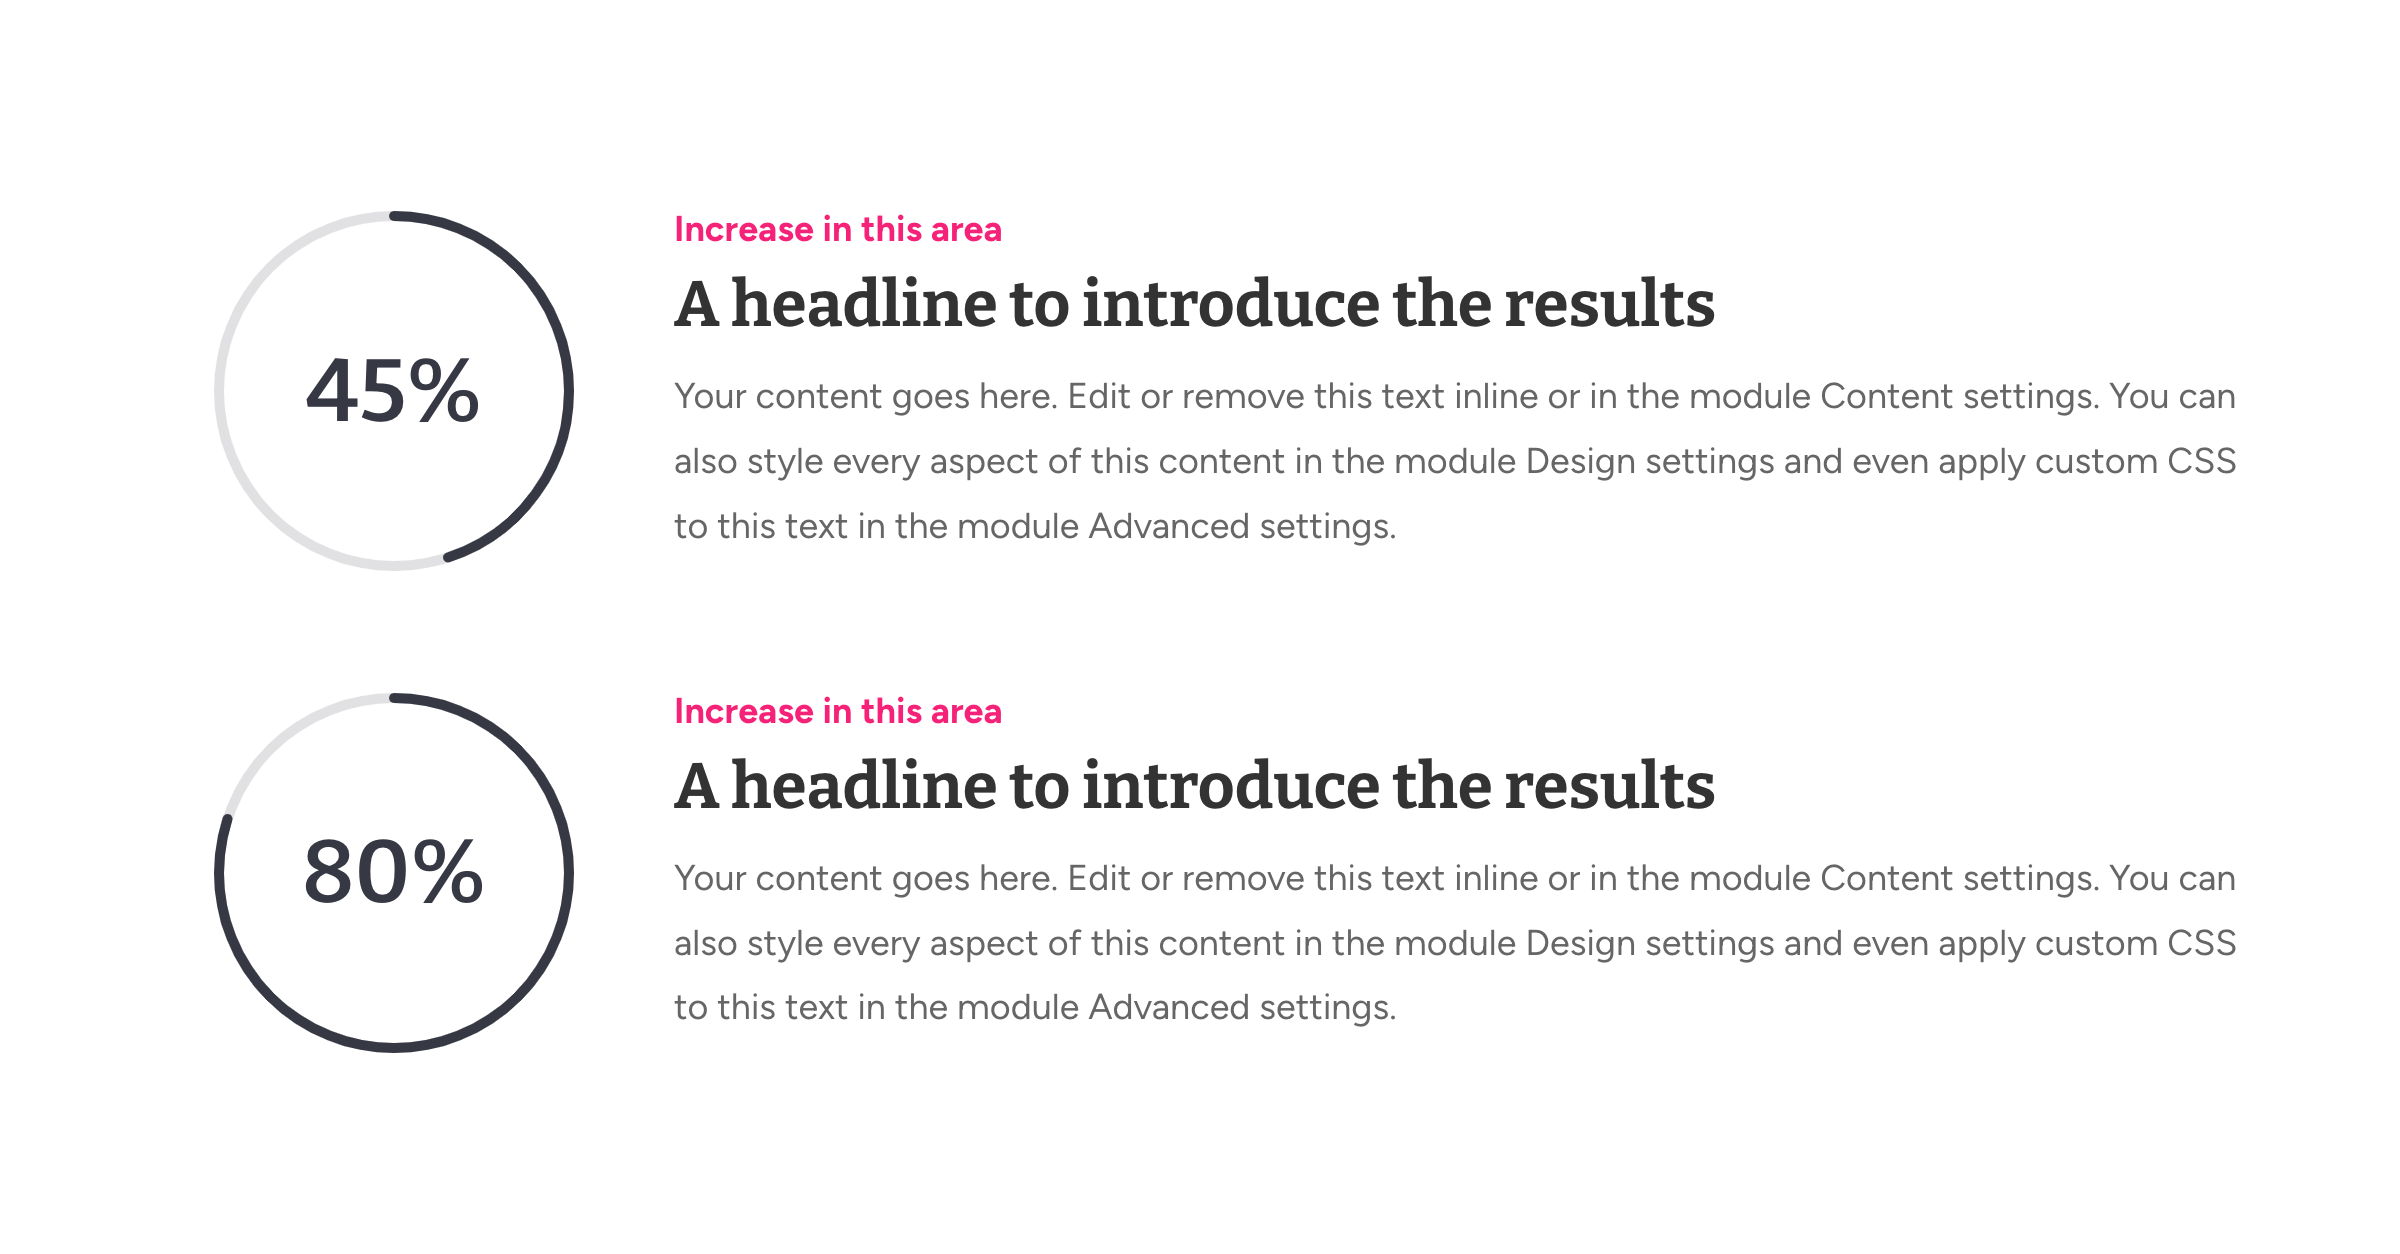 45%
Increase in this area
A headline to introduce the results
Your content goes here. Edit or remove this text inline or in the module Content settings. You can
also style every aspect of this content in the module Design settings and even apply custom CSS
to this text in the module Advanced settings.
80%
Increase in this area
A headline to introduce the results
Your content goes here. Edit or remove this text inline or in the module Content settings. You can
also style every aspect of this content in the module Design settings and even apply custom CSS
to this text in the module Advanced settings.